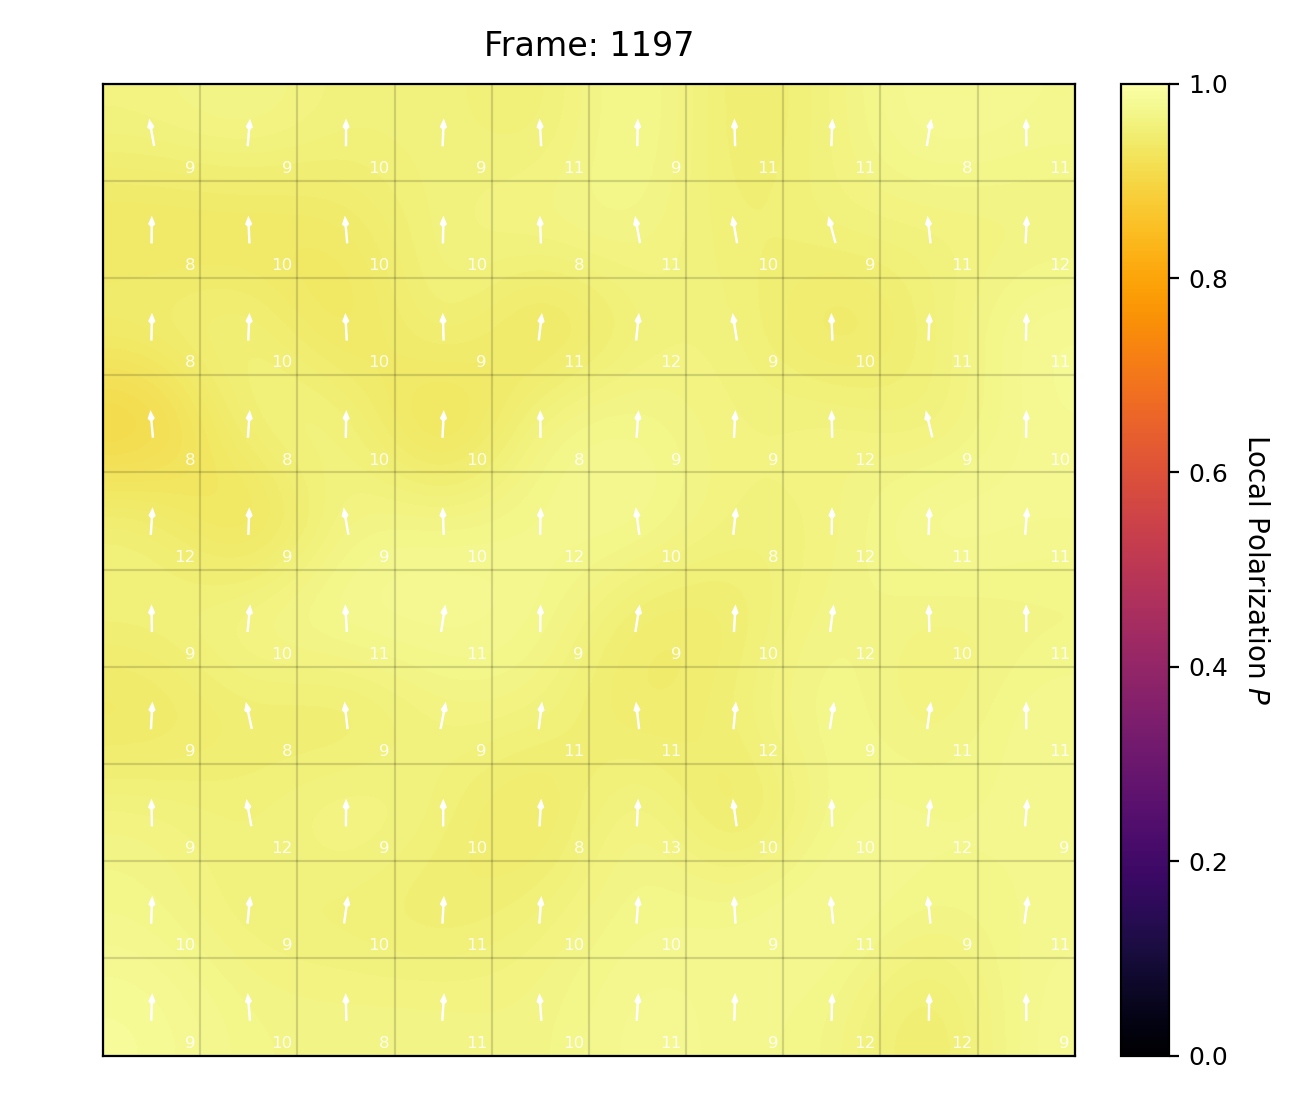 Frame: 1197
9 9 10 9 11 9 11 11 8 11
8 10 10 10 8 11 10 9 11 12
8 10 10 9 11 12 9 10 11 11
8 8 10 10 8 9 9 12 9 10
12 9 9 10 12 10 8 12 11 11
9 10 11 11 9 9 10 12 10 11
9 8 9 9 11 11 12 9 11 11
9 12 9 10 8 13 10 10 12 9
10 9 10 11 10 10 9 11 9 11
9 10 8 11 10 11 9 12 12 9
1.0
0.8
0.6
0.4
0.2
0.0
Local Polarization P